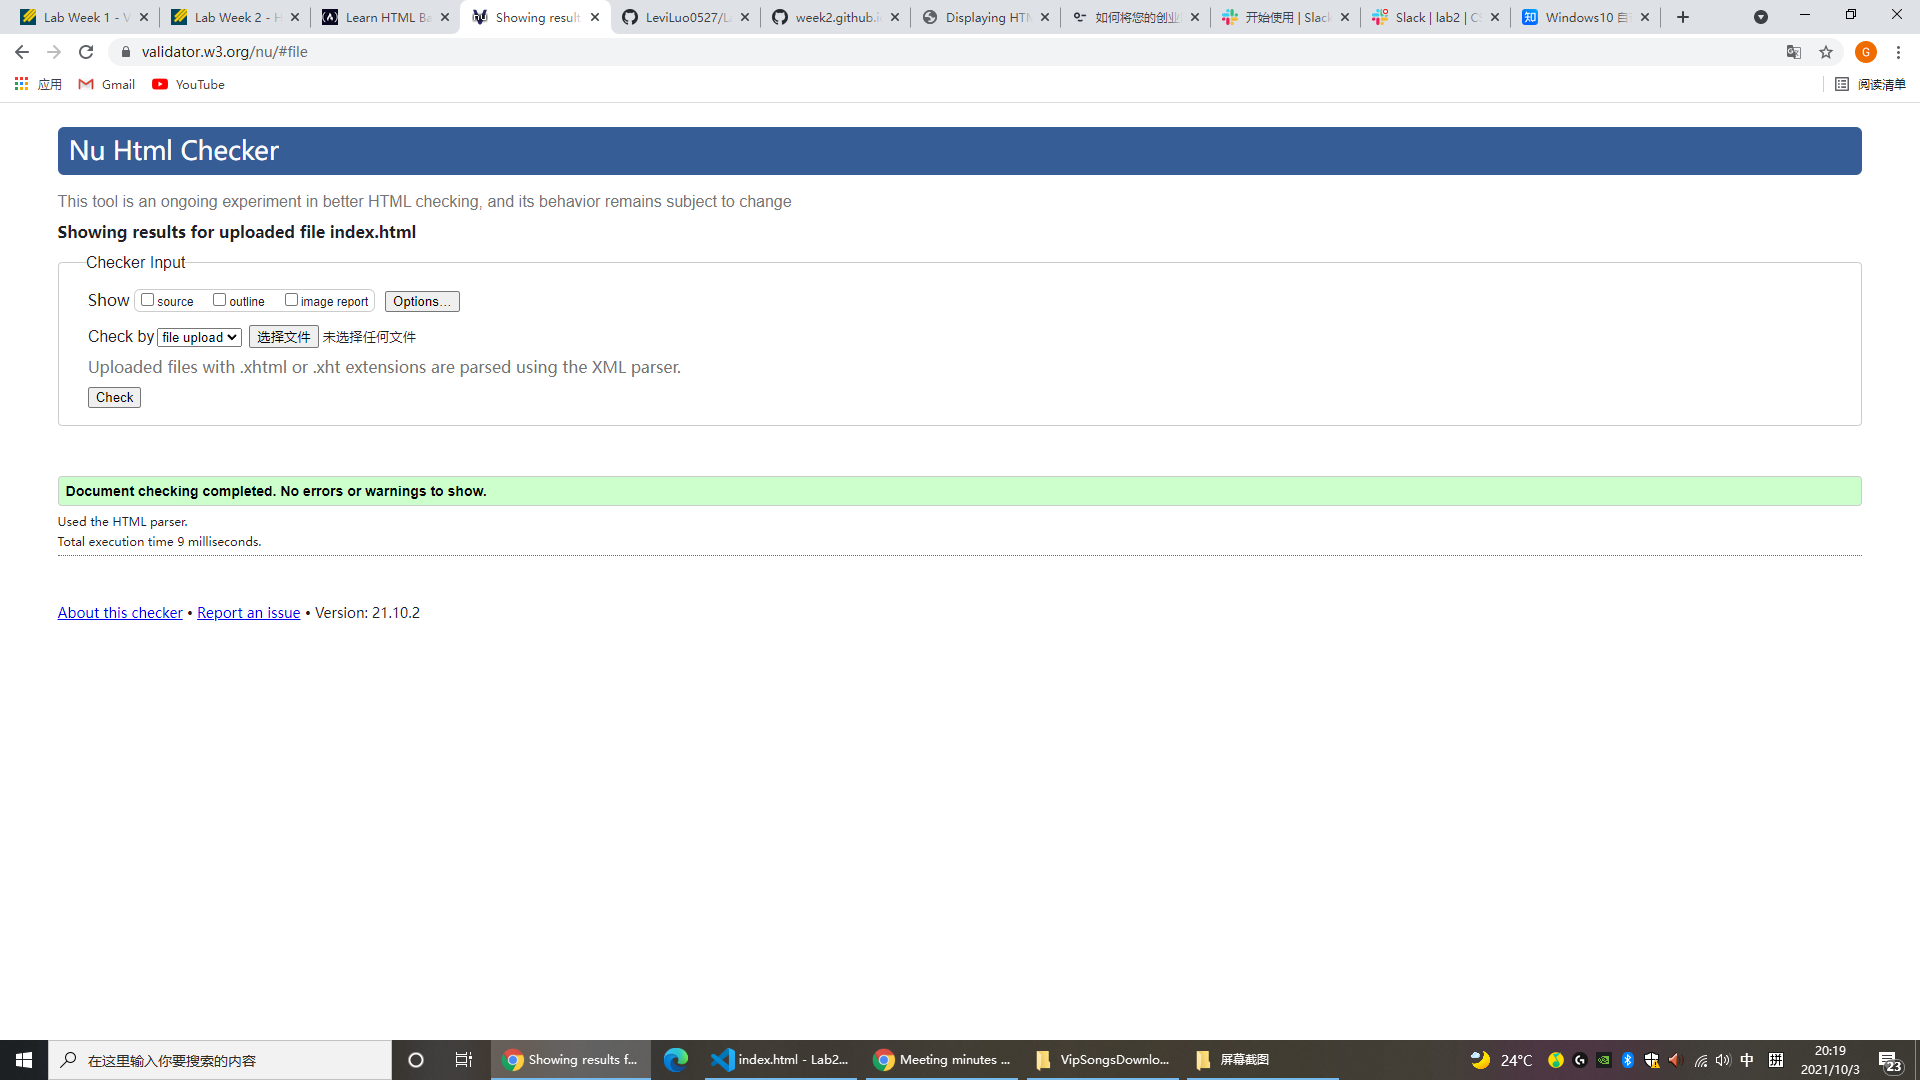 Lab Week 1 - V
Lab Week 2 - H
Learn HTML Ba
Showing result
LeviLuo0527/La
week2.github.i
Displaying HTM
如何将您的创业
开始使用 | Slack
Slack | lab2 | CS
Windows10 自
validator.w3.org/nu/#file
G
应用
Gmail
YouTube
阅读清单
Nu Html Checker
This tool is an ongoing experiment in better HTML checking, and its behavior remains subject to change
Showing results for uploaded file index.html
Checker Input
Show source outline image report Options...
Check by file upload 选择文件 未选择任何文件
Uploaded files with .xhtml or .xht extensions are parsed using the XML parser.
Check
Document checking completed. No errors or warnings to show.
Used the HTML parser.
Total execution time 9 milliseconds.
About this checker • Report an issue • Version: 21.10.2
在这里输入你要搜索的内容
Showing results f...
index.html - Lab2...
Meeting minutes ...
VipSongsDownlo...
屏幕截图
24°C
中
拼
20:19
2021/10/3
23